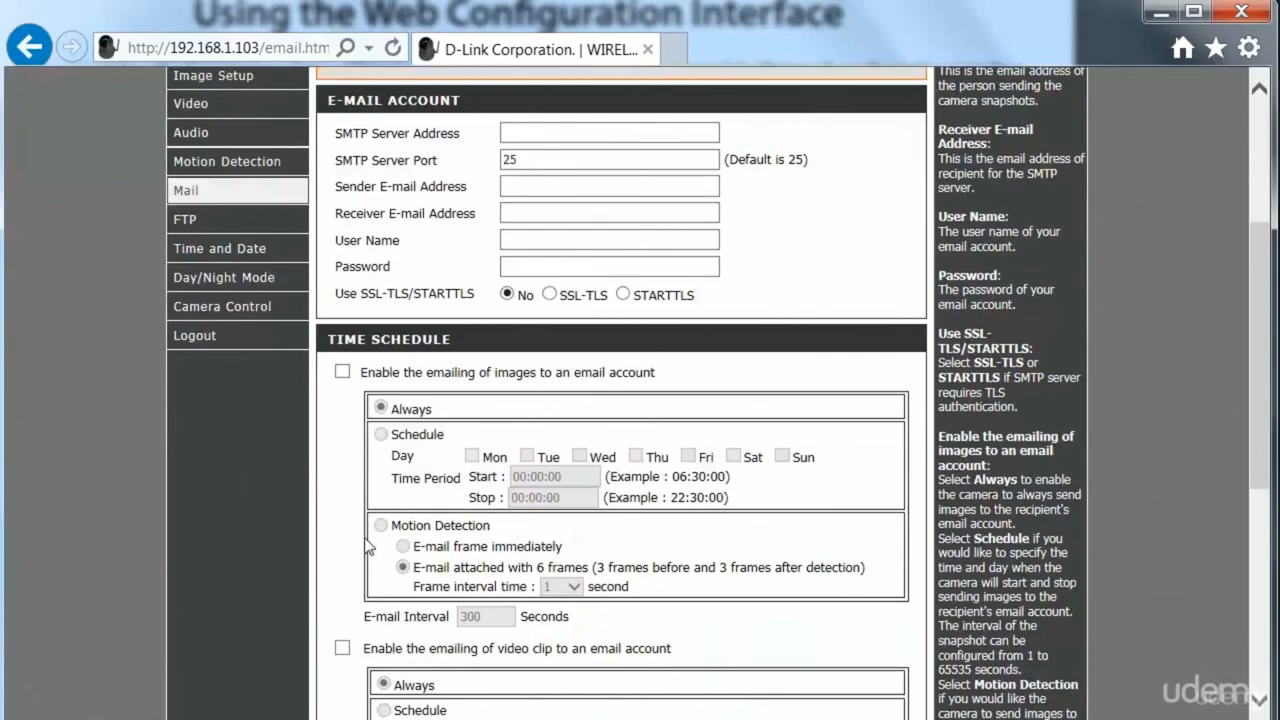 Using the Web Configuration Interface
http://192.168.1.103/email.htm
D-Link Corporation. | WIREL...
Image Setup
Video
Audio
Motion Detection
Mail
FTP
Time and Date
Day/Night Mode
Camera Control
Logout
E-MAIL ACCOUNT
SMTP Server Address
SMTP Server Port 25 (Default is 25)
Sender E-mail Address
Receiver E-mail Address
User Name
Password
Use SSL-TLS/STARTTLS No SSL-TLS STARTTLS
TIME SCHEDULE
Enable the emailing of images to an email account
Always
Schedule
Day Mon Tue Wed Thu Fri Sat Sun
Time Period Start : 00:00:00 (Example : 06:30:00)
Stop : 00:00:00 (Example : 22:30:00)
Motion Detection
E-mail frame immediately
E-mail attached with 6 frames (3 frames before and 3 frames after detection)
Frame interval time : 1 second
E-mail Interval 300 Seconds
Enable the emailing of video clip to an email account
Always
Schedule
This is the email address of
the person sending the
camera snapshots.
Receiver E-mail
Address:
This is the email address of
recipient for the SMTP
server.
User Name:
The user name of your
email account.
Password:
The password of your
email account.
Use SSL-
TLS/STARTTLS:
Select SSL-TLS or
STARTTLS if SMTP server
requires TLS
authentication.
Enable the emailing of
images to an email
account:
Select Always to enable
the camera to always send
images to the recipient's
email account.
Select Schedule if you
would like to specify the
time and day when the
camera will start and stop
sending images to the
recipient's email account.
The interval of the
snapshot can be
configured from 1 to
65535 seconds.
Select Motion Detection
if you would like the
camera to send images to